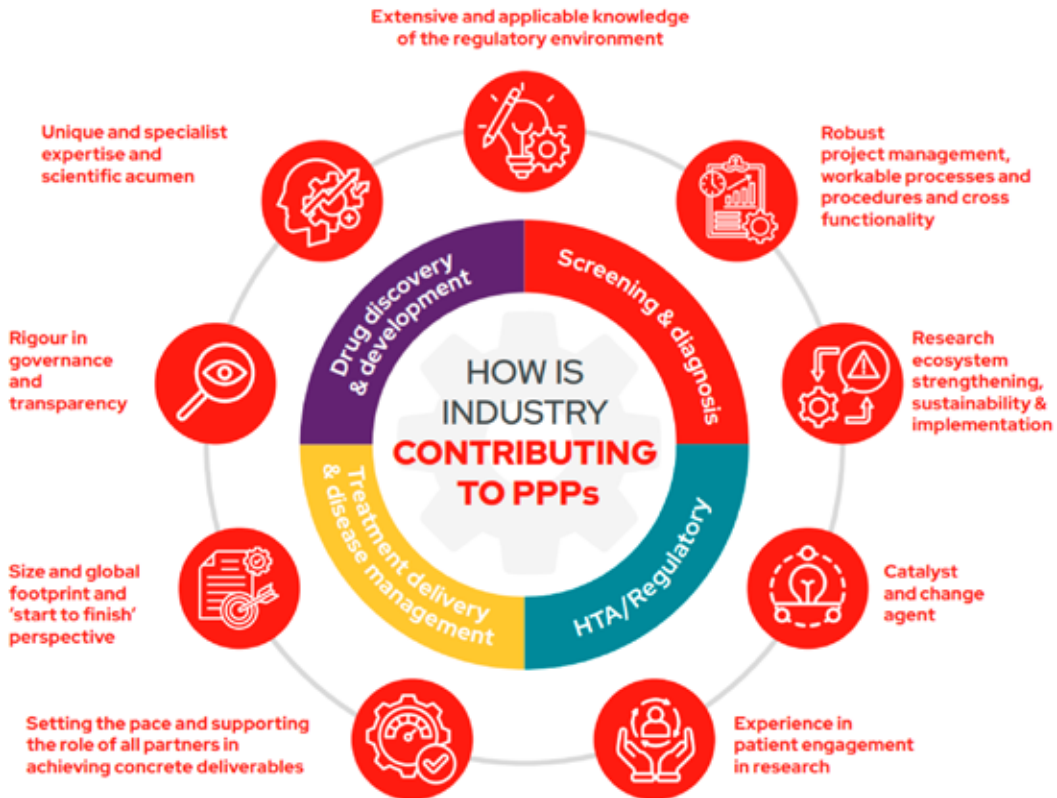 Extensive and applicable knowledge
of the regulatory environment
Unique and specialist
expertise and
scientific acumen
Robust
project management,
workable processes and
procedures and cross
functionality
Drug discovery
& development
Screening & diagnosis
Rigour in
governance
and
transparency
HOW IS
INDUSTRY
CONTRIBUTING
TO PPPs
Research
ecosystem
strengthening,
sustainability &
implementation
Treatment delivery
& disease management
HTA/Regulatory
Size and global
footprint and
‘start to finish’
perspective
Catalyst
and change
agent
Setting the pace and supporting
the role of all partners in
achieving concrete deliverables
Experience in
patient engagement
in research